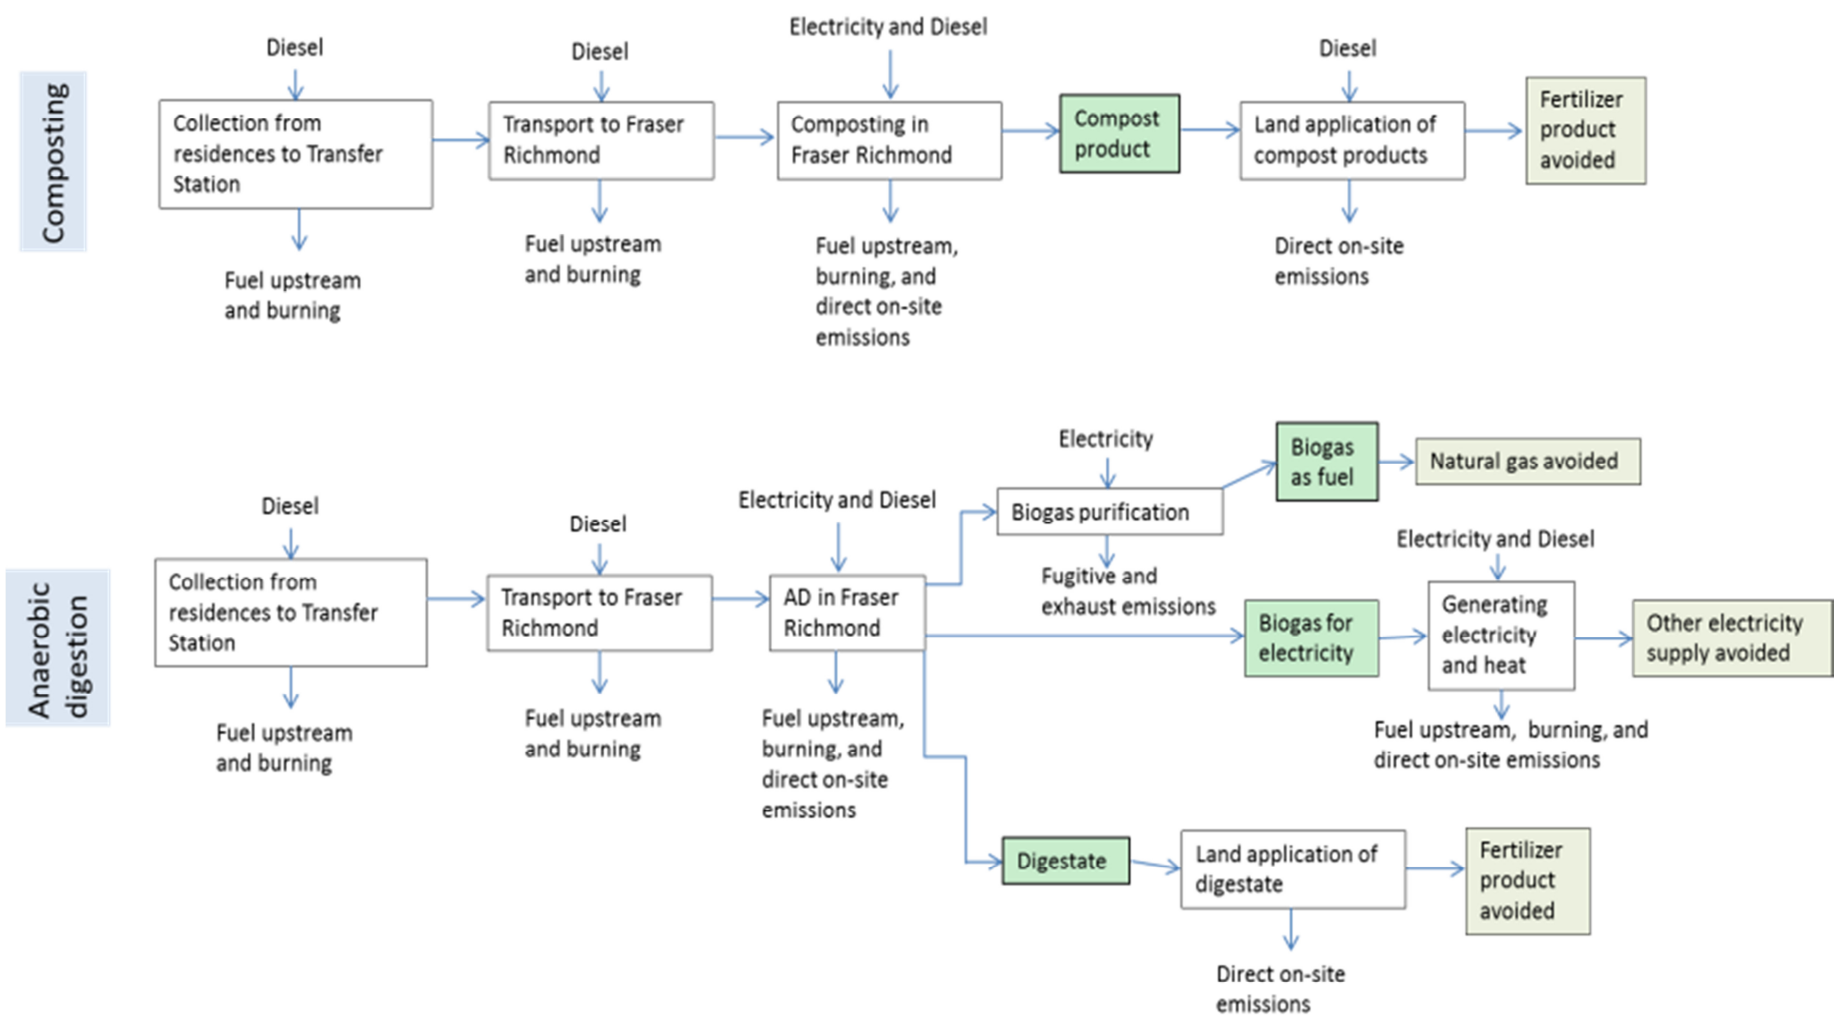 Composting
Diesel
Collection from
residences to Transfer
Station
Fuel upstream
and burning
Diesel
Transport to Fraser
Richmond
Fuel upstream
and burning
Electricity and Diesel
Composting in
Fraser Richmond
Fuel upstream,
burning, and
direct on-site
emissions
Compost
product
Diesel
Land application of
compost products
Direct on-site
emissions
Fertilizer
product
avoided
Anaerobic
digestion
Diesel
Collection from
residences to Transfer
Station
Fuel upstream
and burning
Diesel
Transport to Fraser
Richmond
Fuel upstream
and burning
Electricity and Diesel
AD in Fraser
Richmond
Fuel upstream,
burning, and
direct on-site
emissions
Electricity
Biogas purification
Fugitive and
exhaust emissions
Biogas
as fuel
Natural gas avoided
Biogas for
electricity
Electricity and Diesel
Generating
electricity
and heat
Fuel upstream, burning, and
direct on-site emissions
Other electricity
supply avoided
Digestate
Land application of
digestate
Direct on-site
emissions
Fertilizer
product
avoided